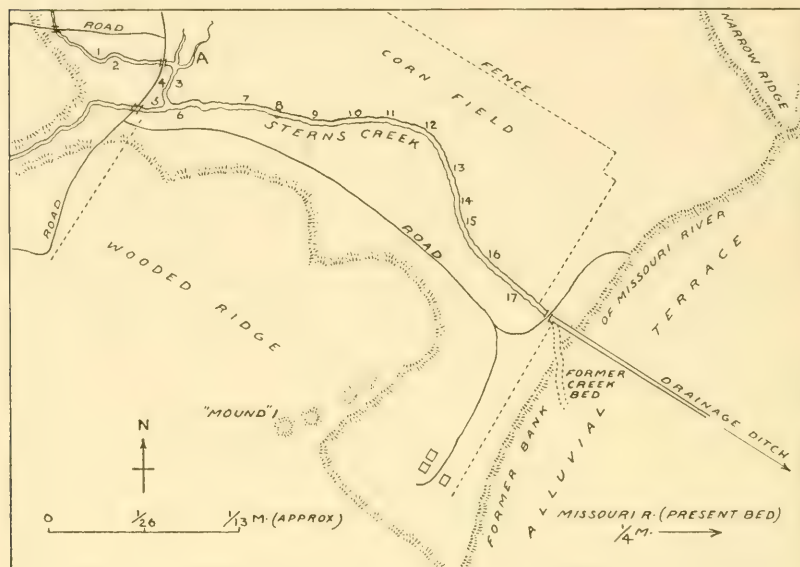 ROAD
A
1
2
3
4
5
6
7
8
9
10
11
12
13
14
15
16
17
STERNS CREEK
CORN FIELD
FENCE
NARROW RIDGE
ROAD
ROAD
WOODED RIDGE
"MOUND" 1
FORMER BANK OF MISSOURI RIVER
ALLUVIAL TERRACE
FORMER
CREEK
BED
DRAINAGE DITCH
N
0 1/26 1/13 M. (APPROX)
MISSOURI R. (PRESENT BED)
1/4 M.